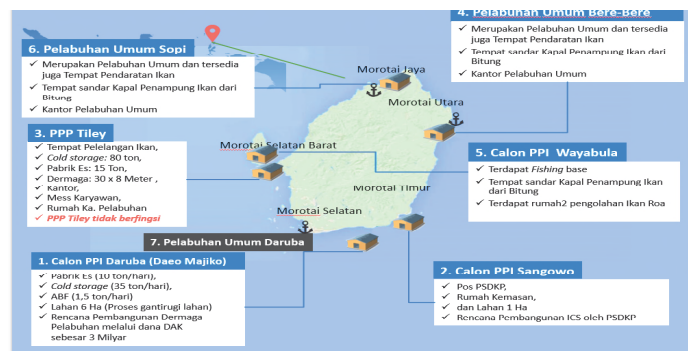 4. Pelabuhan Umum Bere-Bere
✓ Merupakan Pelabuhan Umum dan tersedia
juga Tempat Pendaratan Ikan
✓ Tempat sandar Kapal Penampung Ikan dari
Bitung
✓ Kantor Pelabuhan Umum
6. Pelabuhan Umum Sopi
✓ Merupakan Pelabuhan Umum dan tersedia
juga Tempat Pendaratan Ikan
✓ Tempat sandar Kapal Penampung Ikan dari
Bitung
✓ Kantor Pelabuhan Umum
Morotai Jaya
Morotai Utara
3. PPP Tiley
✓ Tempat Pelelangan Ikan,
✓ Cold storage: 80 ton,
✓ Pabrik Es: 15 Ton,
✓ Dermaga: 30 x 8 Meter ,
✓ Kantor,
✓ Mess Karyawan,
✓ Rumah Ka. Pelabuhan
✓ PPP Tiley tidak berfingsi
Morotai Selatan Barat
5. Calon PPI Wayabula
✓ Terdapat Fishing base
✓ Tempat sandar Kapal Penampung Ikan
dari Bitung
✓ Terdapat rumah2 pengolahan Ikan Roa
Morotai Timur
Morotai Selatan
7. Pelabuhan Umum Daruba
1. Calon PPI Daruba (Daeo Majiko)
✓ Pabrik Es (10 ton/hari),
✓ Cold storage (35 ton/hari),
✓ ABF (1,5 ton/hari)
✓ Lahan 6 Ha (Proses gantirugi lahan)
✓ Rencana Pembangunan Dermaga
Pelabuhan melalui dana DAK
sebesar 3 Milyar
2. Calon PPI Sangowo
✓ Pos PSDKP,
✓ Rumah Kemasan,
✓ dan Lahan 1 Ha
✓ Rencana Pembangunan ICS oleh PSDKP